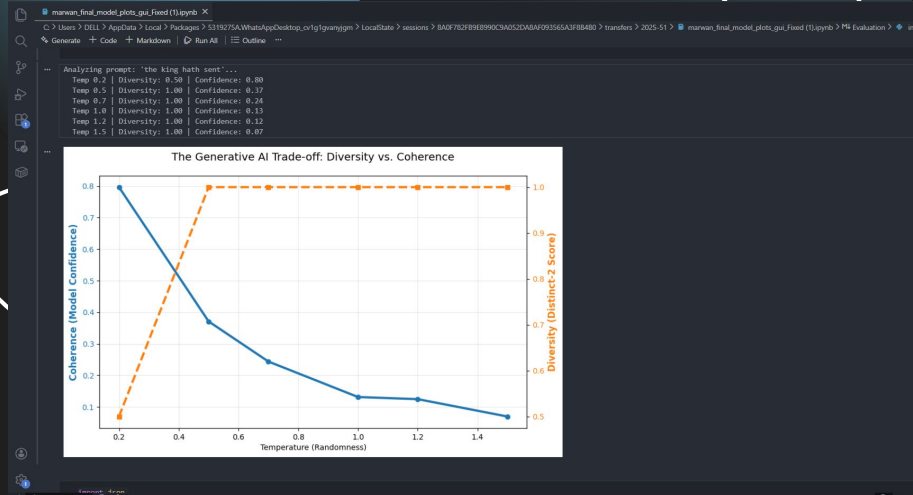 marwan_final_model_plots_gui_Fixed (1).ipynb
C: > Users > DELL > AppData > Local > Packages > 5319275A.WhatsAppDesktop_cv1g1gvanyjgm > LocalState > sessions > 8A0F782FB9E8990C9A052DA8AF093565A3F88480 > transfers > 2025-51 > marwan_final_model_plots_gui_Fixed (1).ipynb > M↓ Evaluation >
Generate + Code + Markdown | Run All | Outline ...
Analyzing prompt: 'the king hath sent'...
Temp 0.2 | Diversity: 0.50 | Confidence: 0.80
Temp 0.5 | Diversity: 1.00 | Confidence: 0.37
Temp 0.7 | Diversity: 1.00 | Confidence: 0.24
Temp 1.0 | Diversity: 1.00 | Confidence: 0.13
Temp 1.2 | Diversity: 1.00 | Confidence: 0.12
Temp 1.5 | Diversity: 1.00 | Confidence: 0.07
The Generative AI Trade-off: Diversity vs. Coherence
Coherence (Model Confidence)
0.8
0.7
0.6
0.5
0.4
0.3
0.2
0.1
1.0
0.9
0.8
0.7
0.6
0.5
Diversity (Distinct-2 Score)
0.2 0.4 0.6 0.8 1.0 1.2 1.4
Temperature (Randomness)
import json